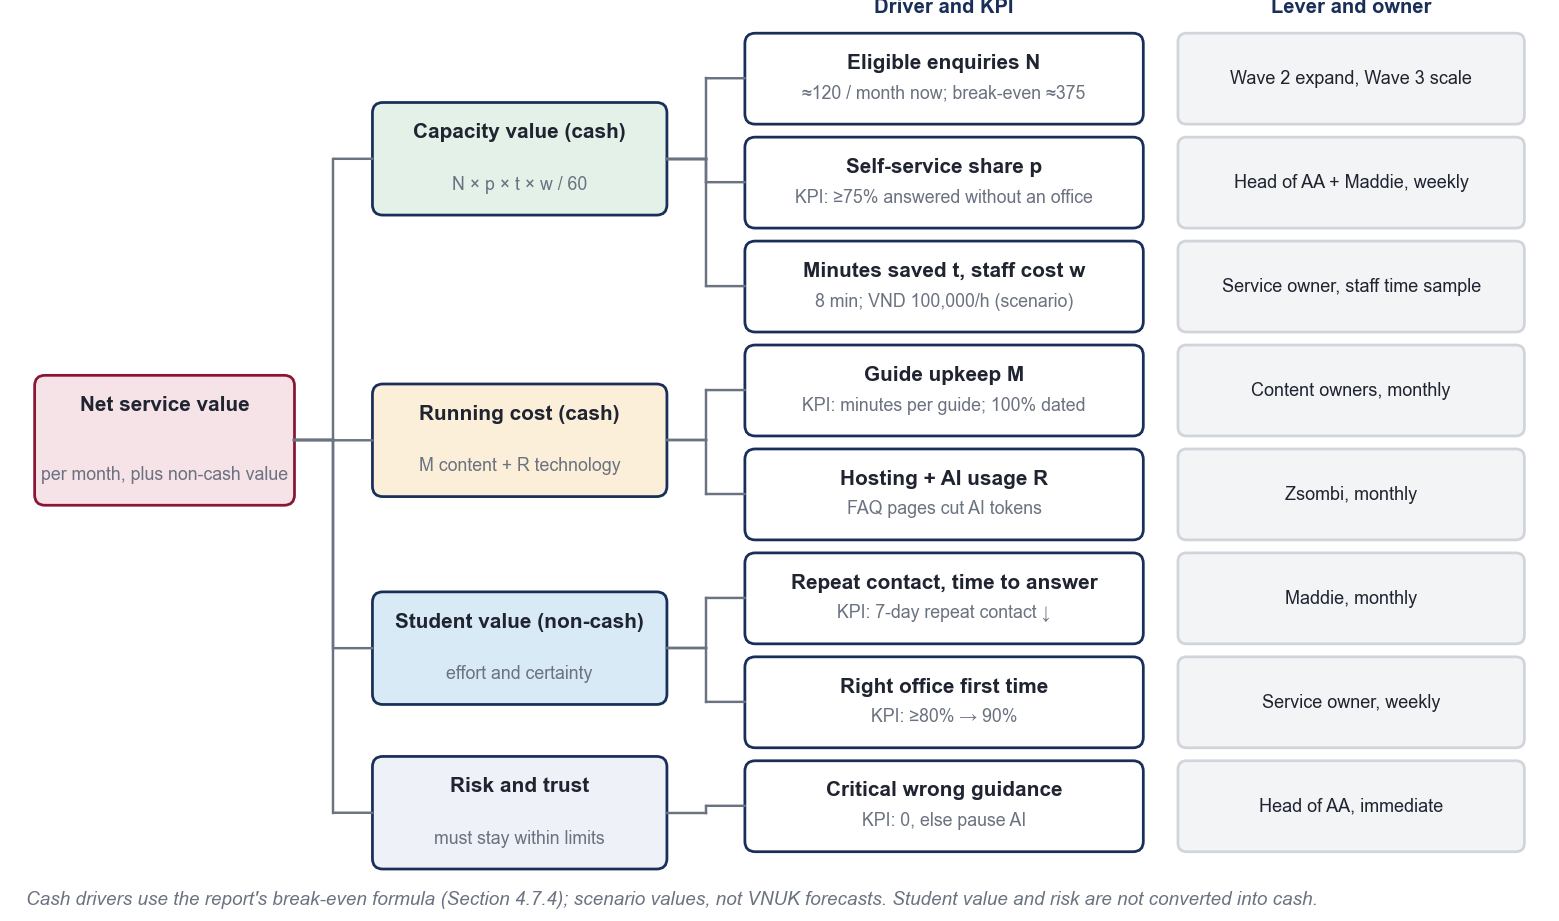 Driver and KPI
Lever and owner
Eligible enquiries N
≈120 / month now; break-even ≈375
Wave 2 expand, Wave 3 scale
Capacity value (cash)
N × p × t × w / 60
Self-service share p
KPI: ≥75% answered without an office
Head of AA + Maddie, weekly
Minutes saved t, staff cost w
8 min; VND 100,000/h (scenario)
Service owner, staff time sample
Net service value
per month, plus non-cash value
Running cost (cash)
M content + R technology
Guide upkeep M
KPI: minutes per guide; 100% dated
Content owners, monthly
Hosting + AI usage R
FAQ pages cut AI tokens
Zsombi, monthly
Student value (non-cash)
effort and certainty
Repeat contact, time to answer
KPI: 7-day repeat contact ↓
Maddie, monthly
Right office first time
KPI: ≥80% → 90%
Service owner, weekly
Risk and trust
must stay within limits
Critical wrong guidance
KPI: 0, else pause AI
Head of AA, immediate
Cash drivers use the report's break-even formula (Section 4.7.4); scenario values, not VNUK forecasts. Student value and risk are not converted into cash.